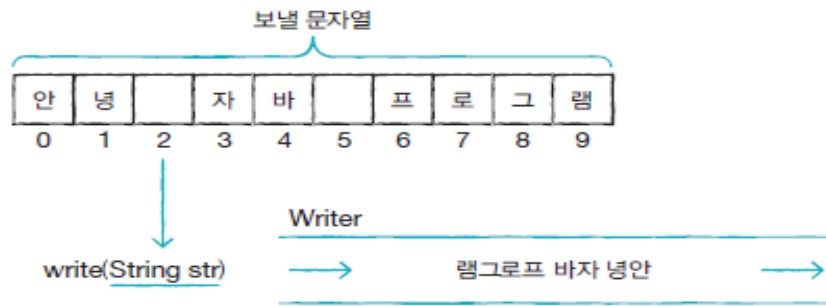 보낼 문자열
안 녕 자 바 프 로 그 램
0 1 2 3 4 5 6 7 8 9
Writer
write(String str) 램그로프 바자 녕안